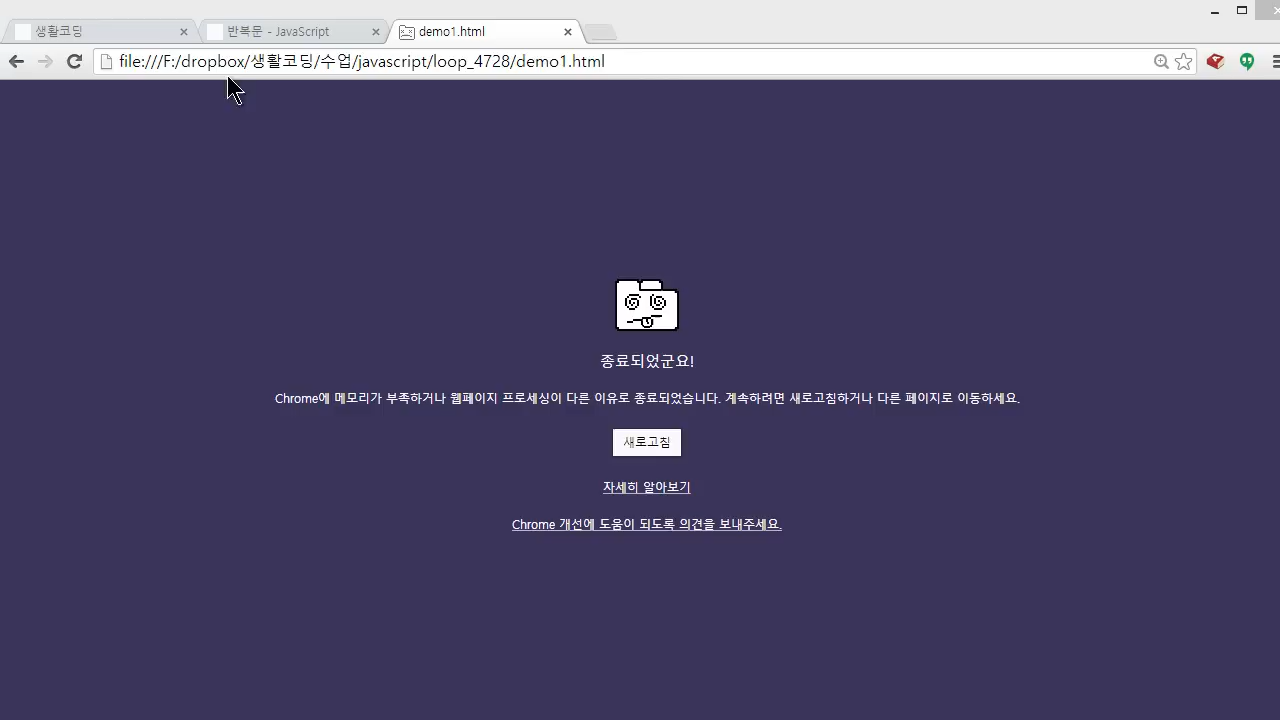 생활코딩
반복문 - JavaScript
demo1.html
file:///F:/dropbox/생활코딩/수업/javascript/loop_4728/demo1.html
종료되었군요!
Chrome에 메모리가 부족하거나 웹페이지 프로세싱이 다른 이유로 종료되었습니다. 계속하려면 새로고침하거나 다른 페이지로 이동하세요.
새로고침
자세히 알아보기
Chrome 개선에 도움이 되도록 의견을 보내주세요.